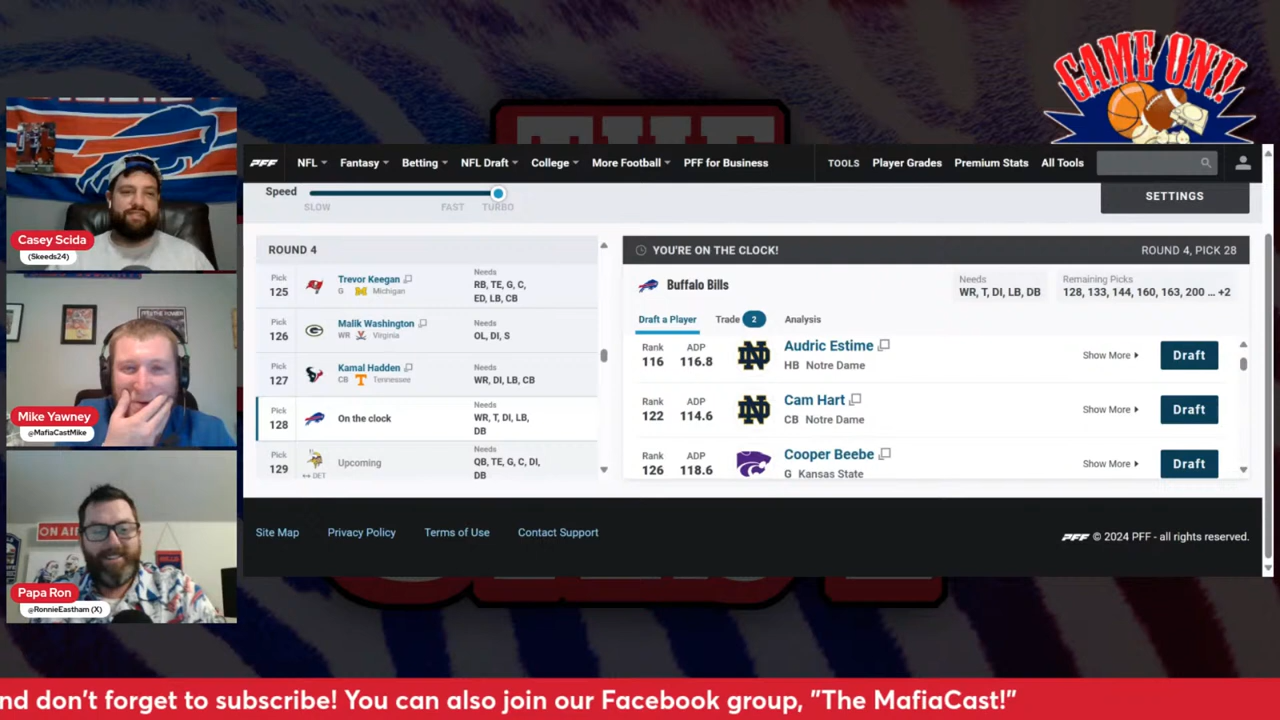 GAME ON!!
THE
PFF
NFL
Fantasy
Betting
NFL Draft
College
More Football
PFF for Business
TOOLS
Player Grades
Premium Stats
All Tools
Speed
SLOW
FAST
TURBO
SETTINGS
ROUND 4
Pick
125
Trevor Keegan
G Michigan
Needs
RB, TE, G, C,
ED, LB, CB
Pick
126
Malik Washington
WR Virginia
Needs
OL, DI, S
Pick
127
Kamal Hadden
CB Tennessee
Needs
WR, DI, LB, CB
Pick
128
On the clock
Needs
WR, T, DI, LB,
DB
Pick
129
DET
Upcoming
Needs
QB, TE, G, C, DI,
DB
YOU'RE ON THE CLOCK!
ROUND 4, PICK 28
Buffalo Bills
Needs
WR, T, DI, LB, DB
Remaining Picks
128, 133, 144, 160, 163, 200 ... +2
Draft a Player
Trade 2
Analysis
Rank
116
ADP
116.8
Audric Estime
HB Notre Dame
Show More
Draft
Rank
122
ADP
114.6
Cam Hart
CB Notre Dame
Show More
Draft
Rank
126
ADP
118.6
Cooper Beebe
G Kansas State
Show More
Draft
Site Map
Privacy Policy
Terms of Use
Contact Support
PFF © 2024 PFF - all rights reserved.
Casey Scida
(Skeeds24)
Mike Yawney
@MafiaCastMike
ON AIR
Papa Ron
@RonnieEastham (X)
nd don't forget to subscribe! You can also join our Facebook group, "The MafiaCast!"